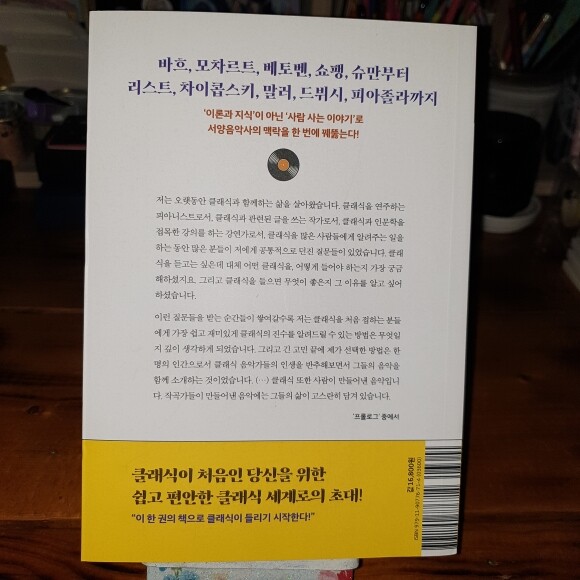 바흐, 모차르트, 베토벤, 쇼팽, 슈만부터
리스트, 차이콥스키, 말러, 드뷔시, 피아졸라까지
‘이론과 지식’이 아닌 ‘사람 사는 이야기’로
서양음악사의 맥락을 한 번에 꿰뚫는다!
저는 오랫동안 클래식과 함께하는 삶을 살아왔습니다. 클래식을 연주하는
피아니스트로서, 클래식과 관련된 글을 쓰는 작가로서, 클래식과 인문학을
접목한 강의를 하는 강연가로서, 클래식을 많은 사람들에게 알려주는 일을
하는 동안 많은 분들이 저에게 공통적으로 던진 질문들이 있었습니다. 클래
식을 듣고는 싶은데 대체 어떤 클래식을, 어떻게 들어야 하는지 가장 궁금
해하셨지요. 그리고 클래식을 들으면 무엇이 좋은지 그 이유를 알고 싶어
하셨습니다.
이런 질문들을 받는 순간들이 쌓여갈수록 저는 클래식을 처음 접하는 분들
에게 가장 쉽고 재미있게 클래식의 진수를 알려드릴 수 있는 방법은 무엇일
지 깊이 생각하게 되었습니다. 그리고 긴 고민 끝에 제가 선택한 방법은 한
명의 인간으로서 클래식 음악가들의 인생을 반추해보면서 그들의 음악을
함께 소개하는 것이었습니다. (…) 클래식 또한 사람이 만들어낸 음악입니
다. 작곡가들이 만들어낸 음악에는 그들의 삶이 고스란히 담겨 있습니다.
‘프롤로그’ 중에서
클래식이 처음인 당신을 위한
쉽고 편안한 클래식 세계로의 초대!
“이 한 권의 책으로 클래식이 들리기 시작한다!”
값 16,800원